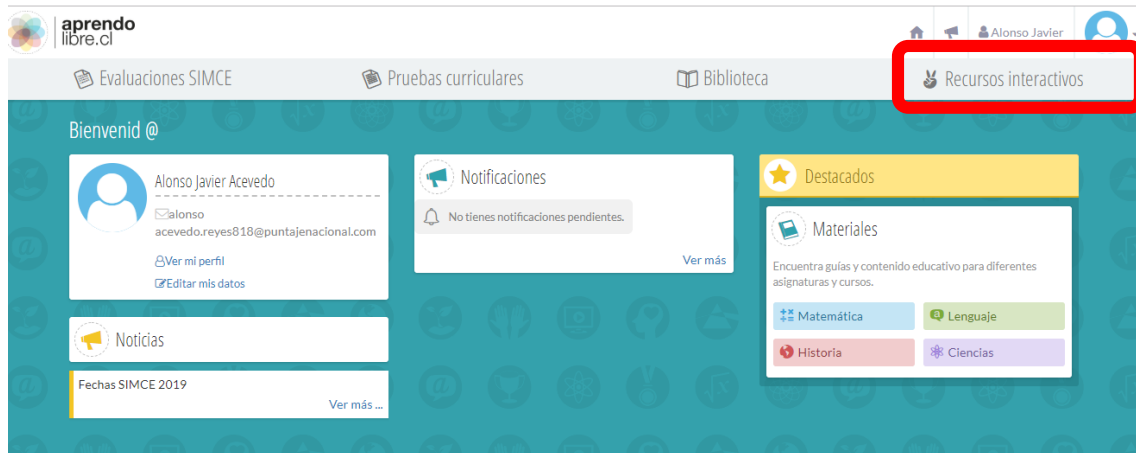 aprendo
libre.cl
Alonso Javier
Evaluaciones SIMCE
Pruebas curriculares
Biblioteca
Recursos interactivos
Bienvenid @
Alonso Javier Acevedo
alonso
acevedo.reyes818@puntajenacional.com
Ver mi perfil
Editar mis datos
Noticias
Fechas SIMCE 2019
Ver más ...
Notificaciones
No tienes notificaciones pendientes.
Ver más
Destacados
Materiales
Encuentra guías y contenido educativo para diferentes
asignaturas y cursos.
Matemática
Lenguaje
Historia
Ciencias